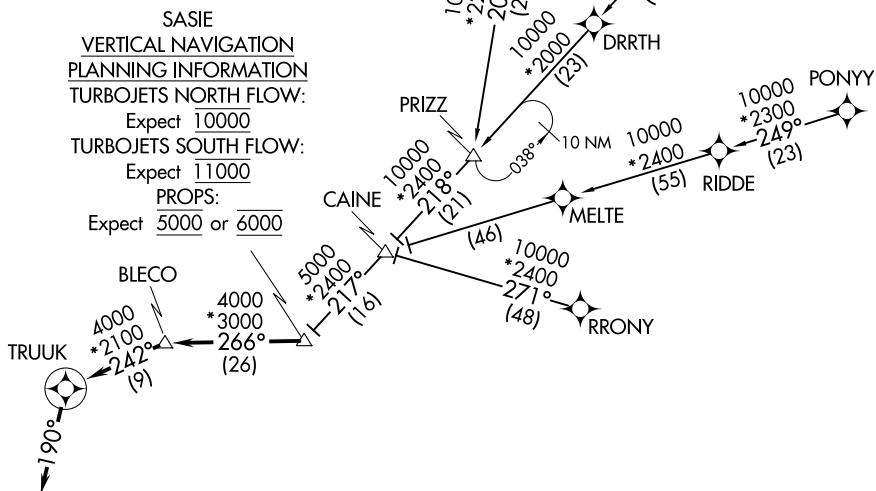 SASIE
VERTICAL NAVIGATION
PLANNING INFORMATION
TURBOJETS NORTH FLOW:
Expect 10000
TURBOJETS SOUTH FLOW:
Expect 11000
PROPS:
Expect 5000 or 6000
DRRTH
10000
*2000
(23)
PONYY
10000
*2300
249°
(23)
PRIZZ
10 NM
038°
10000
*2400
(55)
RIDDE
10000
*2400
218°
(21)
CAINE
MELTE
(46)
10000
*2400
271°
(48)
RRONY
5000
*2400
217°
(16)
BLECO
4000
*3000
266°
(26)
4000
*2100
242°
(9)
TRUUK
190°